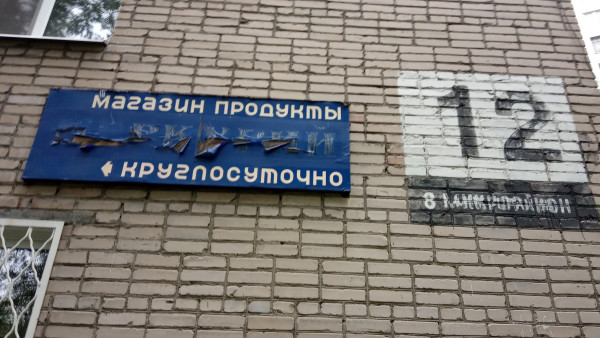 МАГАЗИН ПРОДУКТЫ
КРУГЛОСУТОЧНО
12
8 МИКРОРАЙОН